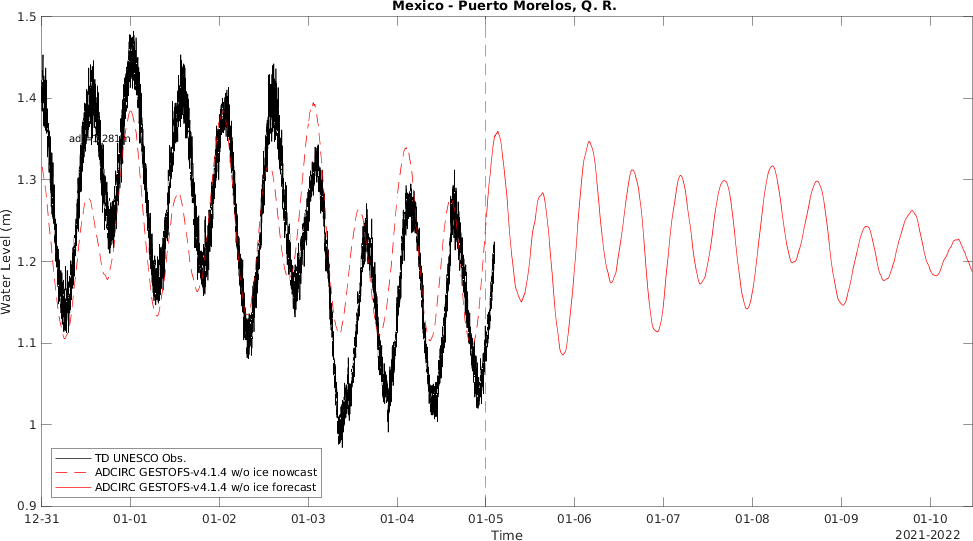 Mexico - Puerto Morelos, Q. R.
Water Level (m)
1.5
1.4
1.3
1.2
1.1
1
0.9
TD UNESCO Obs.
ADCIRC GESTOFS-v4.1.4 w/o ice nowcast
ADCIRC GESTOFS-v4.1.4 w/o ice forecast
12-31 01-01 01-02 01-03 01-04 01-05 01-06 01-07 01-08 01-09 01-10
Time
2021-2022